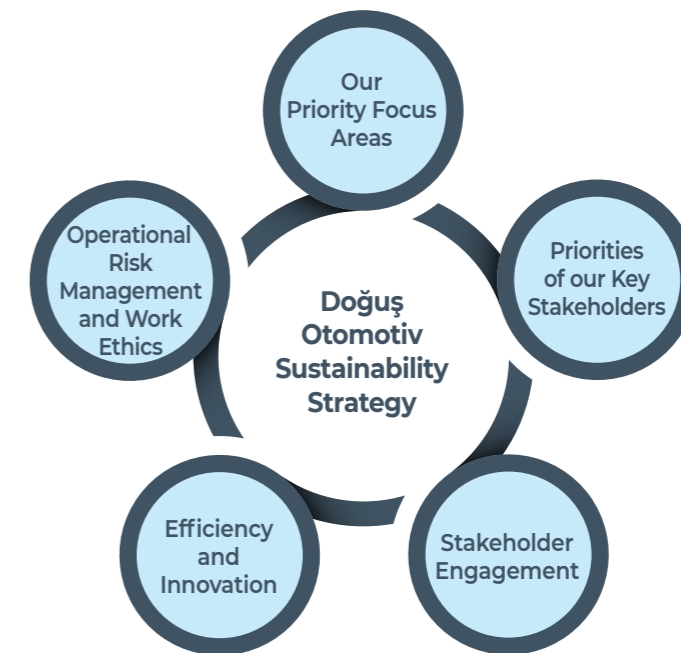 Our
Priority Focus
Areas
Operational
Risk
Management
and Work
Ethics
Priorities
of our Key
Stakeholders
Doğuş
Otomotiv
Sustainability
Strategy
Efficiency
and
Innovation
Stakeholder
Engagement